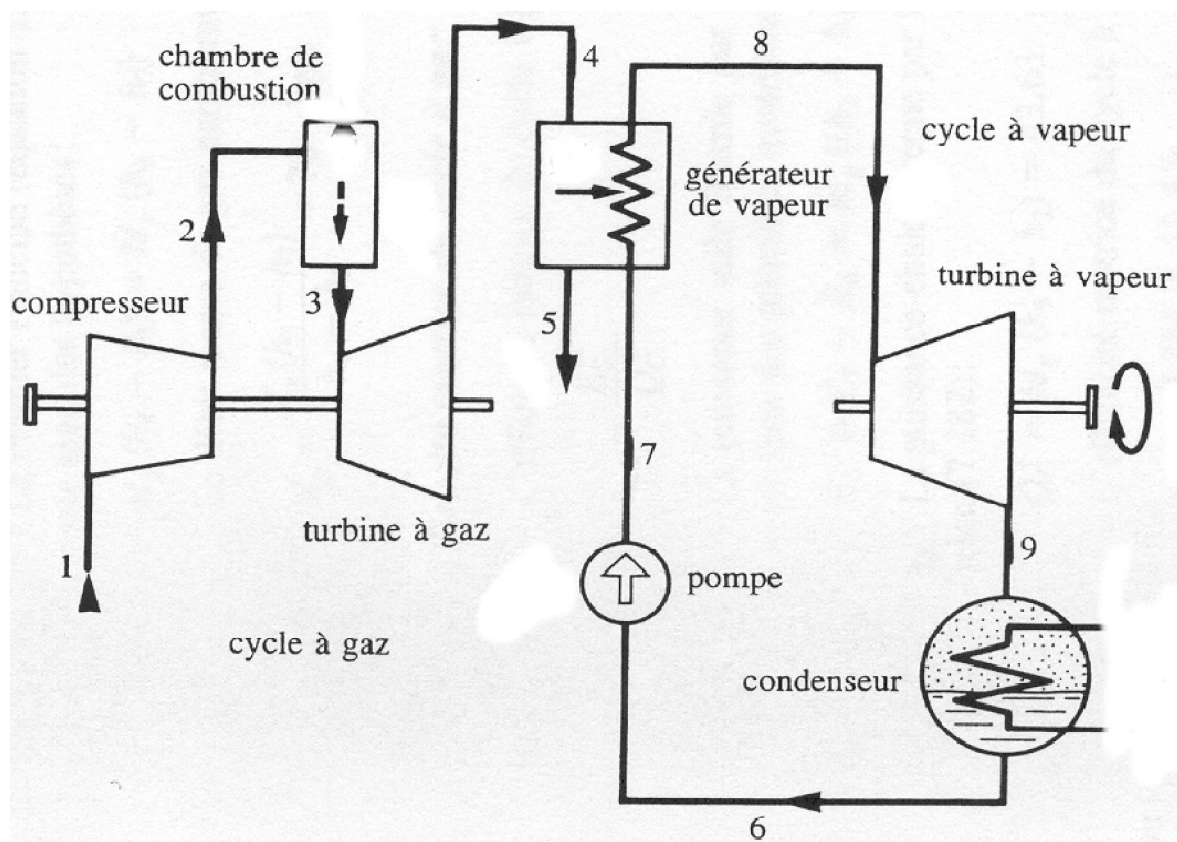 chambre de
combustion
4
8
cycle à vapeur
générateur
de vapeur
2
turbine à vapeur
compresseur
3
5
7
turbine à gaz
9
1
pompe
cycle à gaz
condenseur
6